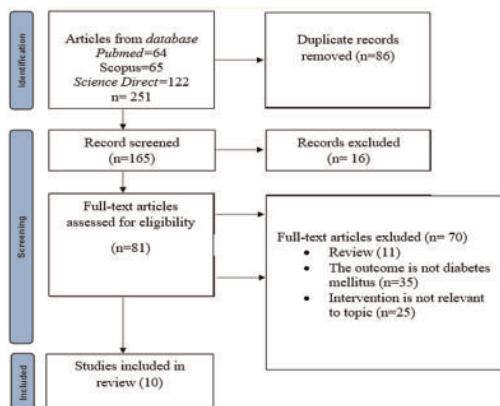 Identification
Articles from database
Pubmed=64
Scopus=65
Science Direct=122
n= 251
Duplicate records
removed (n=86)
Screening
Record screened
(n=165)
Records excluded
(n= 16)
Full-text articles
assessed for eligibility
(n=81)
Full-text articles exluded (n= 70)
• Review (11)
• The outcome is not diabetes
mellitus (n=35)
• Intervention is not relevant
to topic (n=25)
Included
Studies included in
review (10)